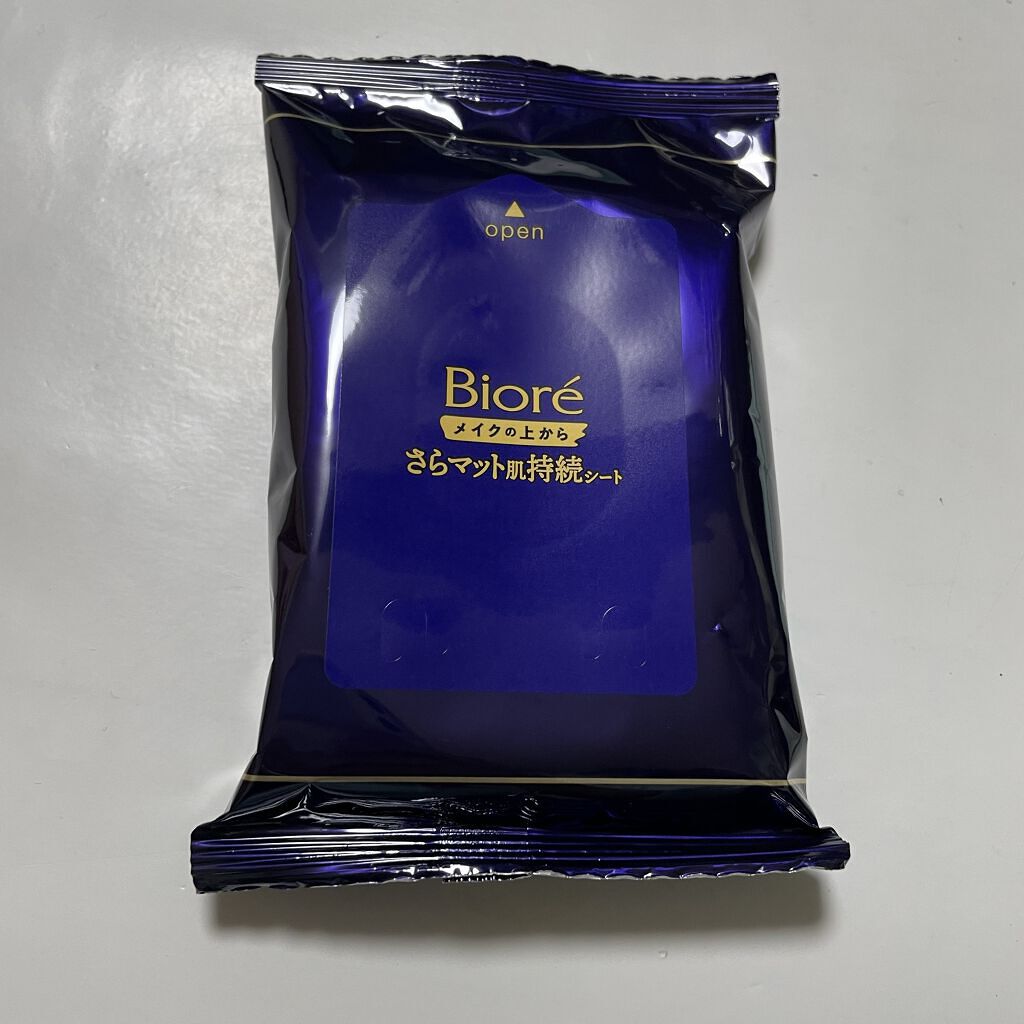 open
Bioré
メイクの上から
さらマット肌持続シート